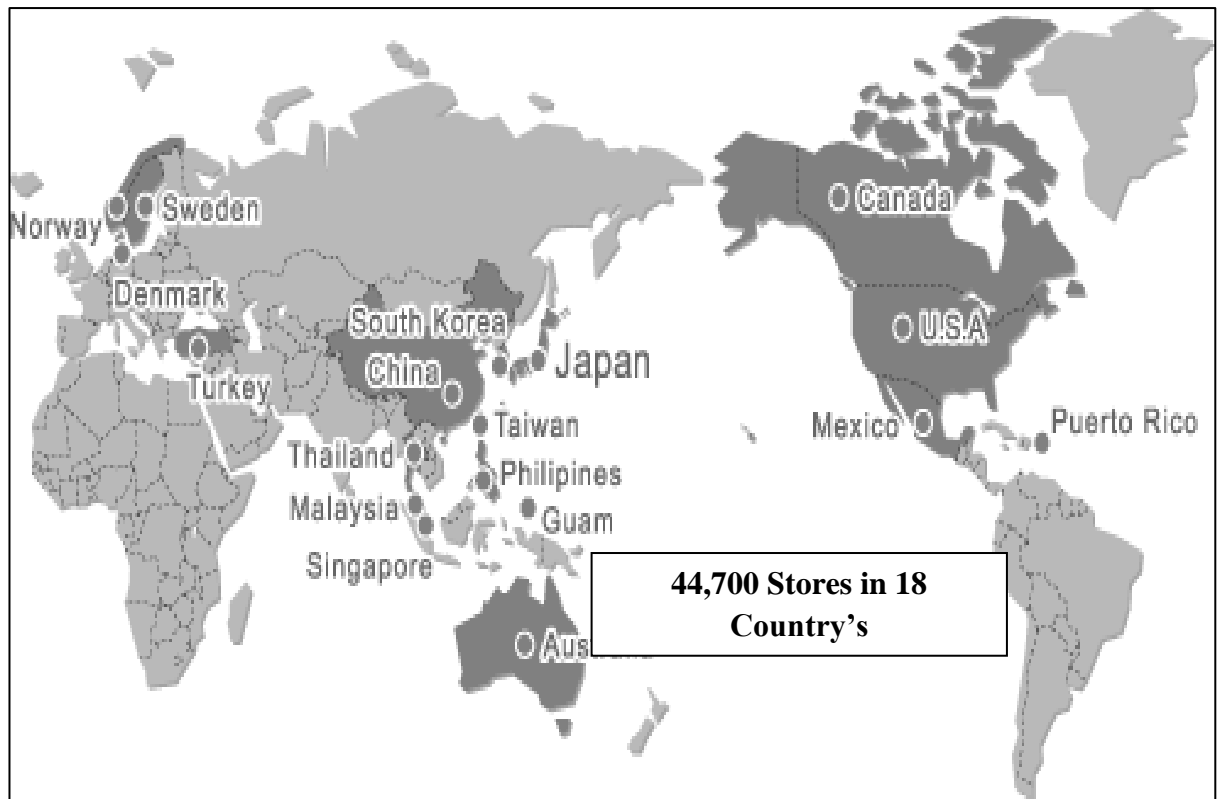 Canada
Norway
Sweden
Denmark
South Korea
U.S.A
Japan
China
Turkey
Taiwan
Mexico
Puerto Rico
Thailand
Philipines
Malaysia
Guam
Singapore
44,700 Stores in 18
Country’s